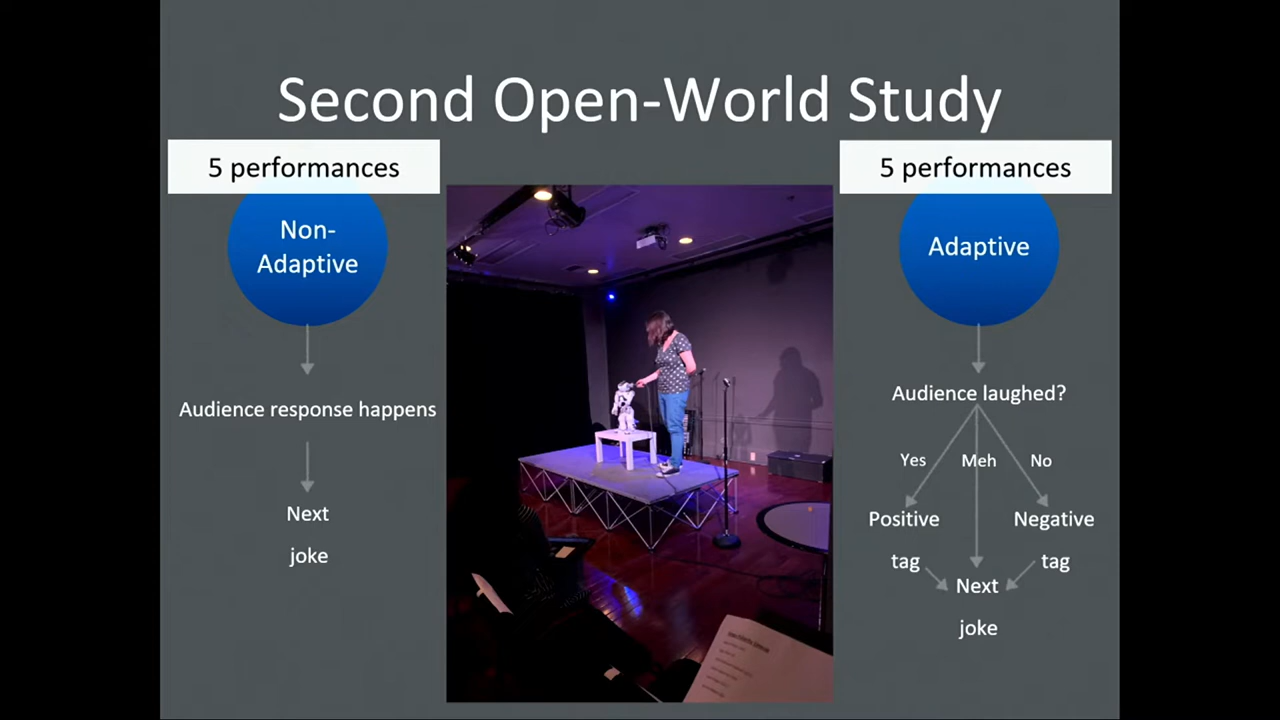 Second Open-World Study
5 performances
Non-
Adaptive
Audience response happens
Next
joke
5 performances
Adaptive
Audience laughed?
Yes
Meh
No
Positive
tag
Negative
tag
Next
joke